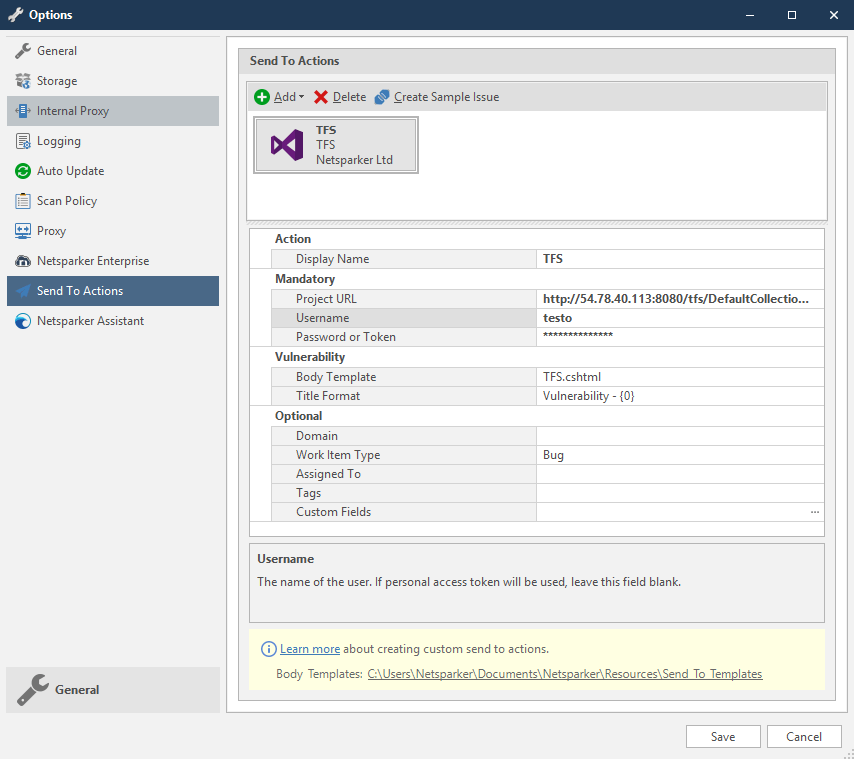 Options
General
Storage
Internal Proxy
Logging
Auto Update
Scan Policy
Proxy
Netsparker Enterprise
Send To Actions
Netsparker Assistant
General
Send To Actions
Add Delete Create Sample Issue
TFS
TFS
Netsparker Ltd
Action
Display Name TFS
Mandatory
Project URL http://54.78.40.113:8080/tfs/DefaultCollectio...
Username testo
Password or Token **************
Vulnerability
Body Template TFS.cshtml
Title Format Vulnerability - {0}
Optional
Domain
Work Item Type Bug
Assigned To
Tags
Custom Fields ...
Username
The name of the user. If personal access token will be used, leave this field blank.
Learn more about creating custom send to actions.
Body Templates: C:\Users\Netsparker\Documents\Netsparker\Resources\Send To Templates
Save Cancel